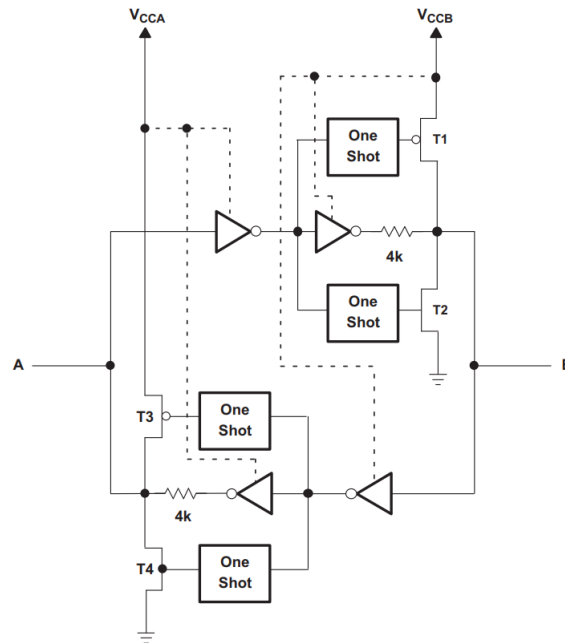 VCCA
VCCB
One
Shot
T1
4k
One
Shot
T2
A
B
T3
One
Shot
4k
T4
One
Shot